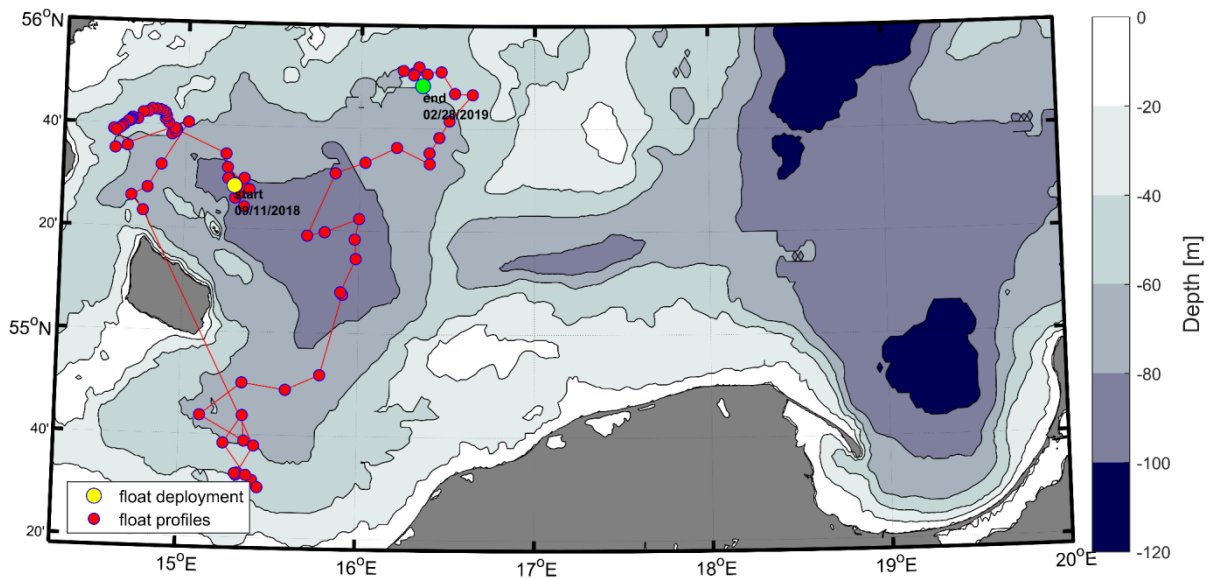 56°N
40'
20'
55°N
40'
20'
15°E
16°E
17°E
18°E
19°E
20°E
start
09/11/2018
end
02/28/2019
float deployment
float profiles
0
-20
-40
-60
-80
-100
-120
Depth [m]